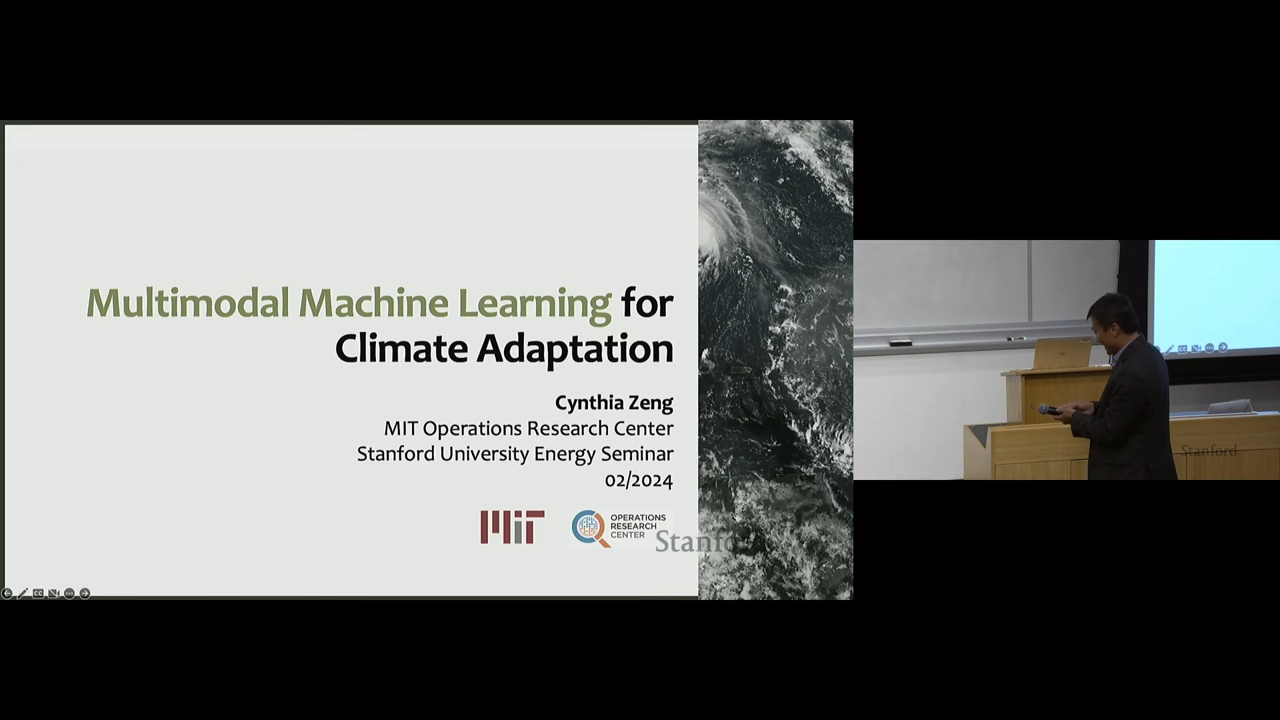 Multimodal Machine Learning for
Climate Adaptation
Cynthia Zeng
MIT Operations Research Center
Stanford University Energy Seminar
02/2024
MIT
OPERATIONS
RESEARCH
CENTER
Stanford